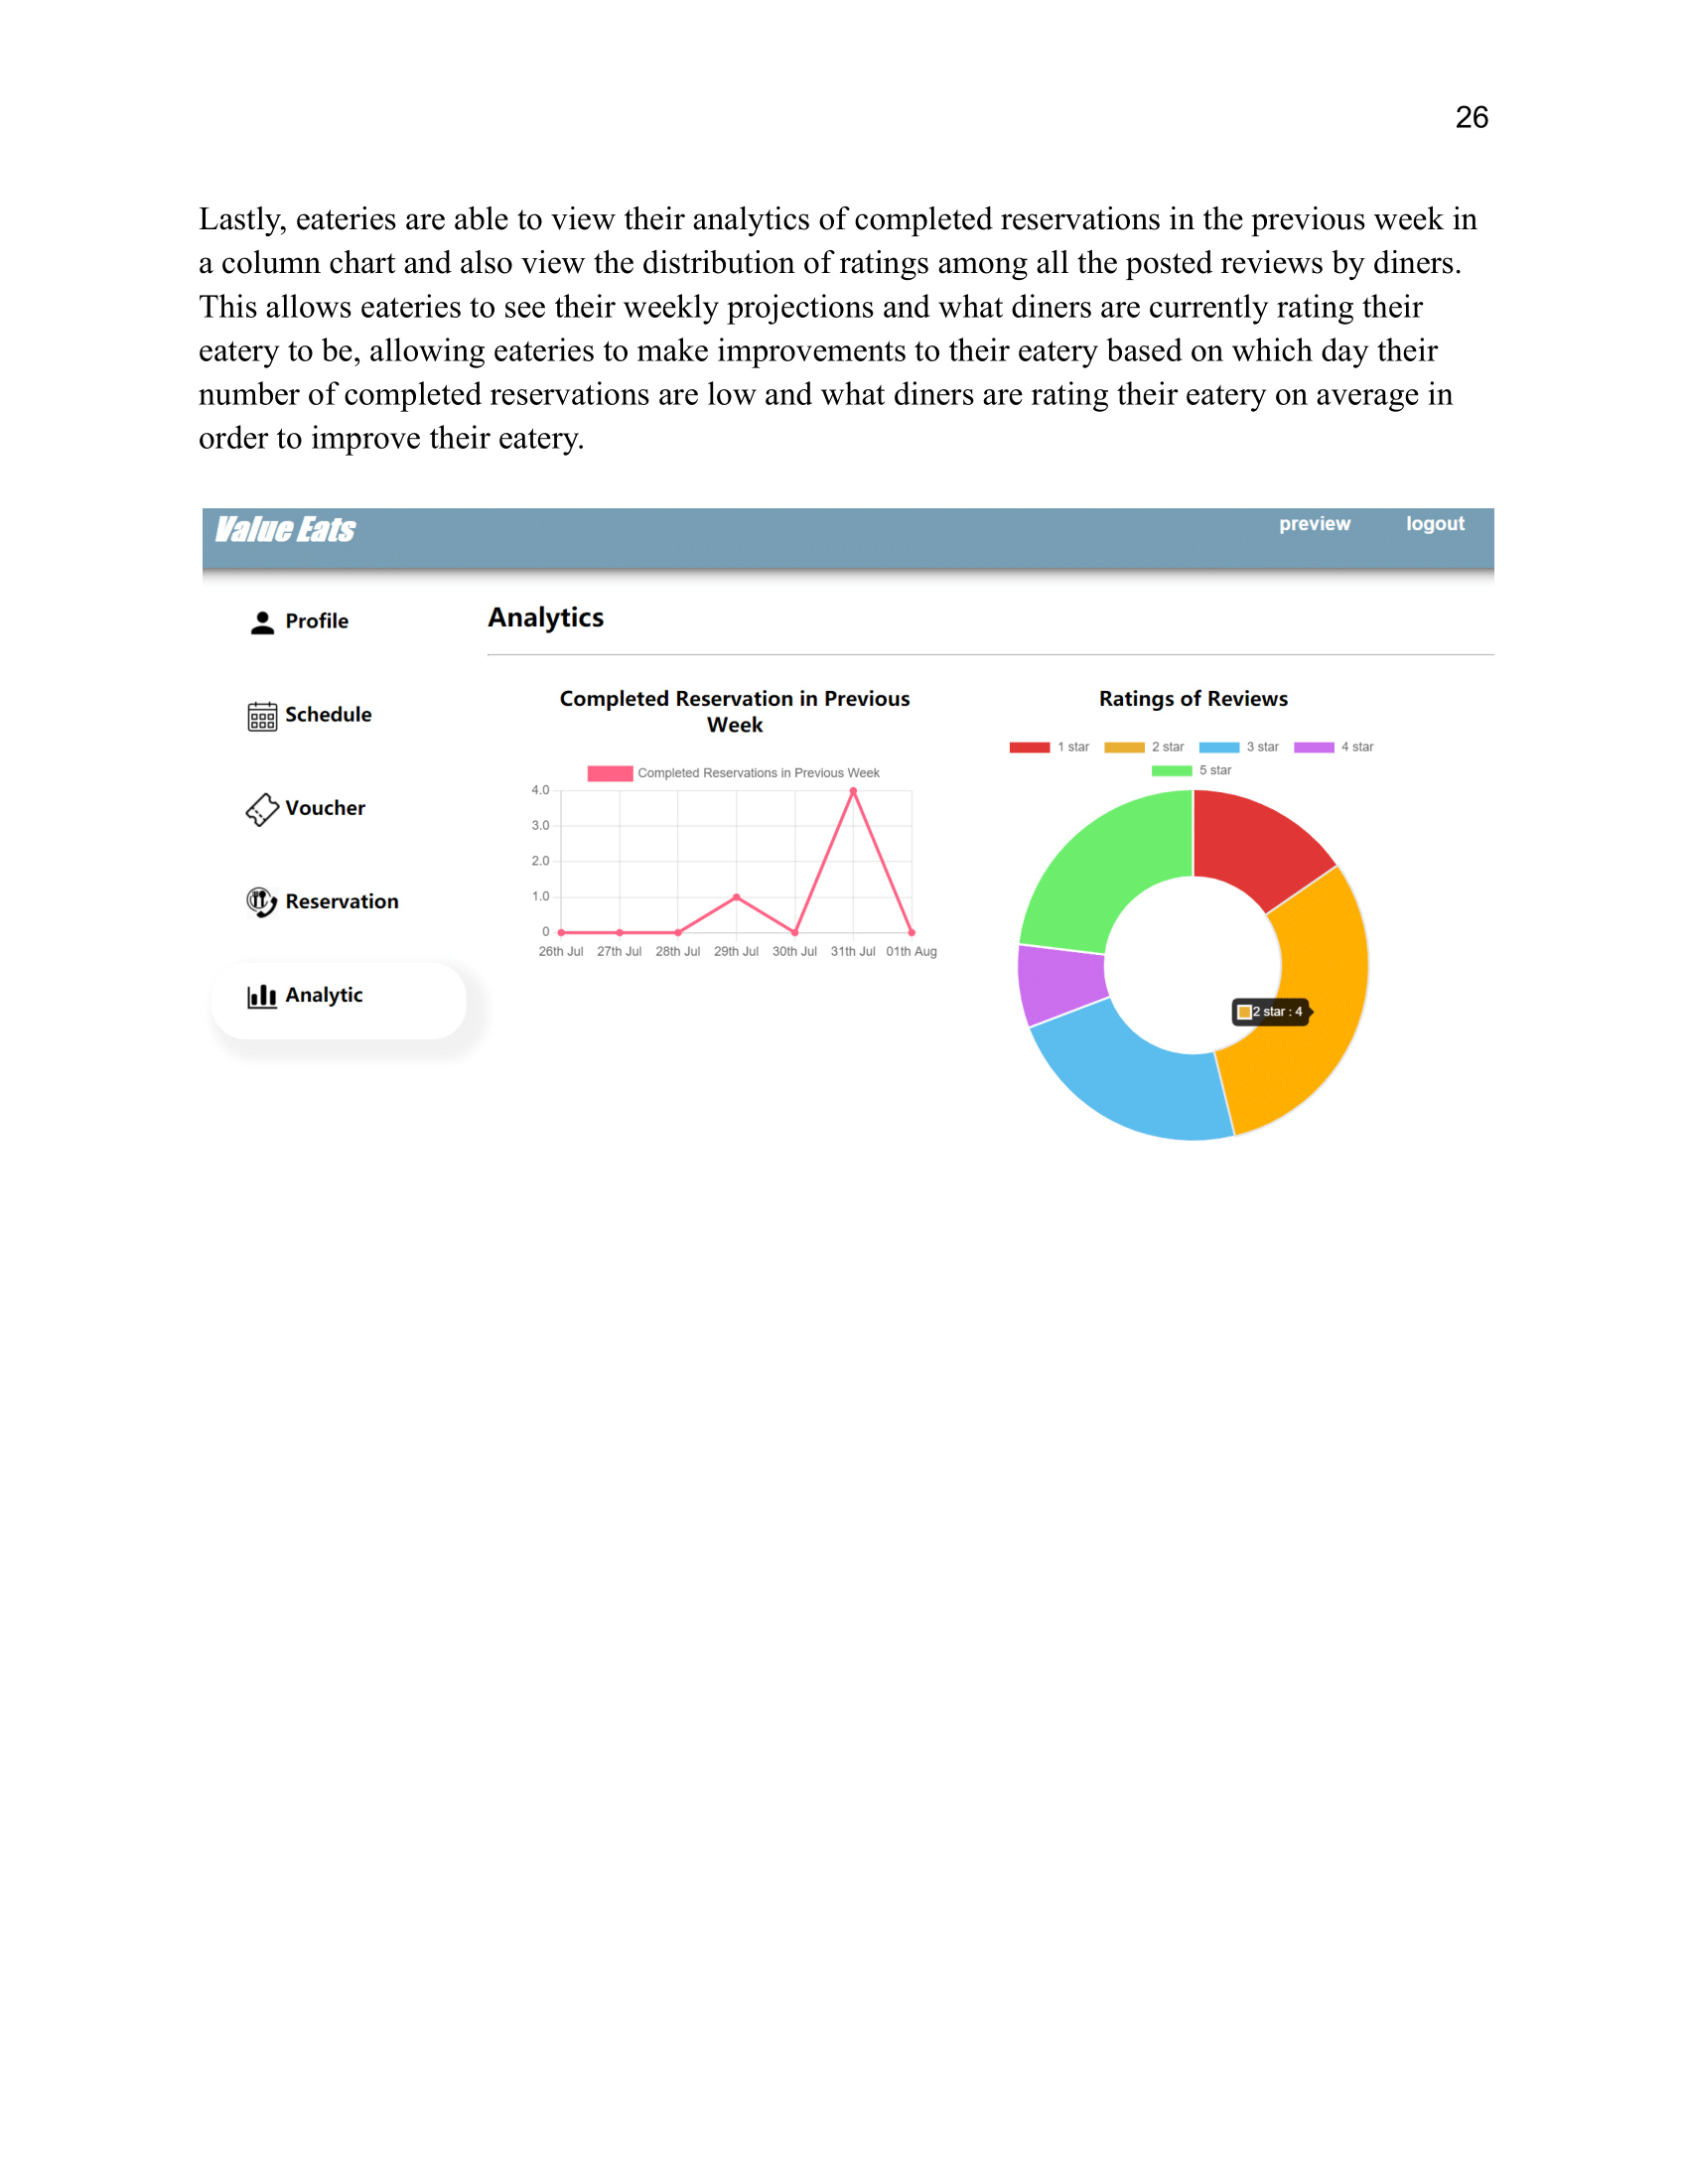 26
Lastly, eateries are able to view their analytics of completed reservations in the previous week in
a column chart and also view the distribution of ratings among all the posted reviews by diners.
This allows eateries to see their weekly projections and what diners are currently rating their
eatery to be, allowing eateries to make improvements to their eatery based on which day their
number of completed reservations are low and what diners are rating their eatery on average in
order to improve their eatery.
Value Eats
preview
logout
Profile
Schedule
Voucher
Reservation
Analytic
Analytics
Completed Reservation in Previous
Week
Completed Reservations in Previous Week
4.0
3.0
2.0
1.0
0
26th Jul 27th Jul 28th Jul 29th Jul 30th Jul 31th Jul 01th Aug
Ratings of Reviews
1 star 2 star 3 star 4 star
5 star
2 star : 4